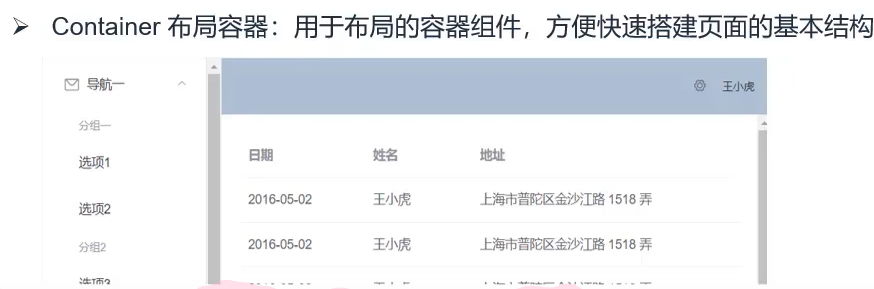 Container 布局容器：用于布局的容器组件，方便快速搭建页面的基本结构
导航一
王小虎
分组一
日期 姓名 地址
选项1
2016-05-02 王小虎 上海市普陀区金沙江路 1518 弄
选项2
分组2
2016-05-02 王小虎 上海市普陀区金沙江路 1518 弄
选项3